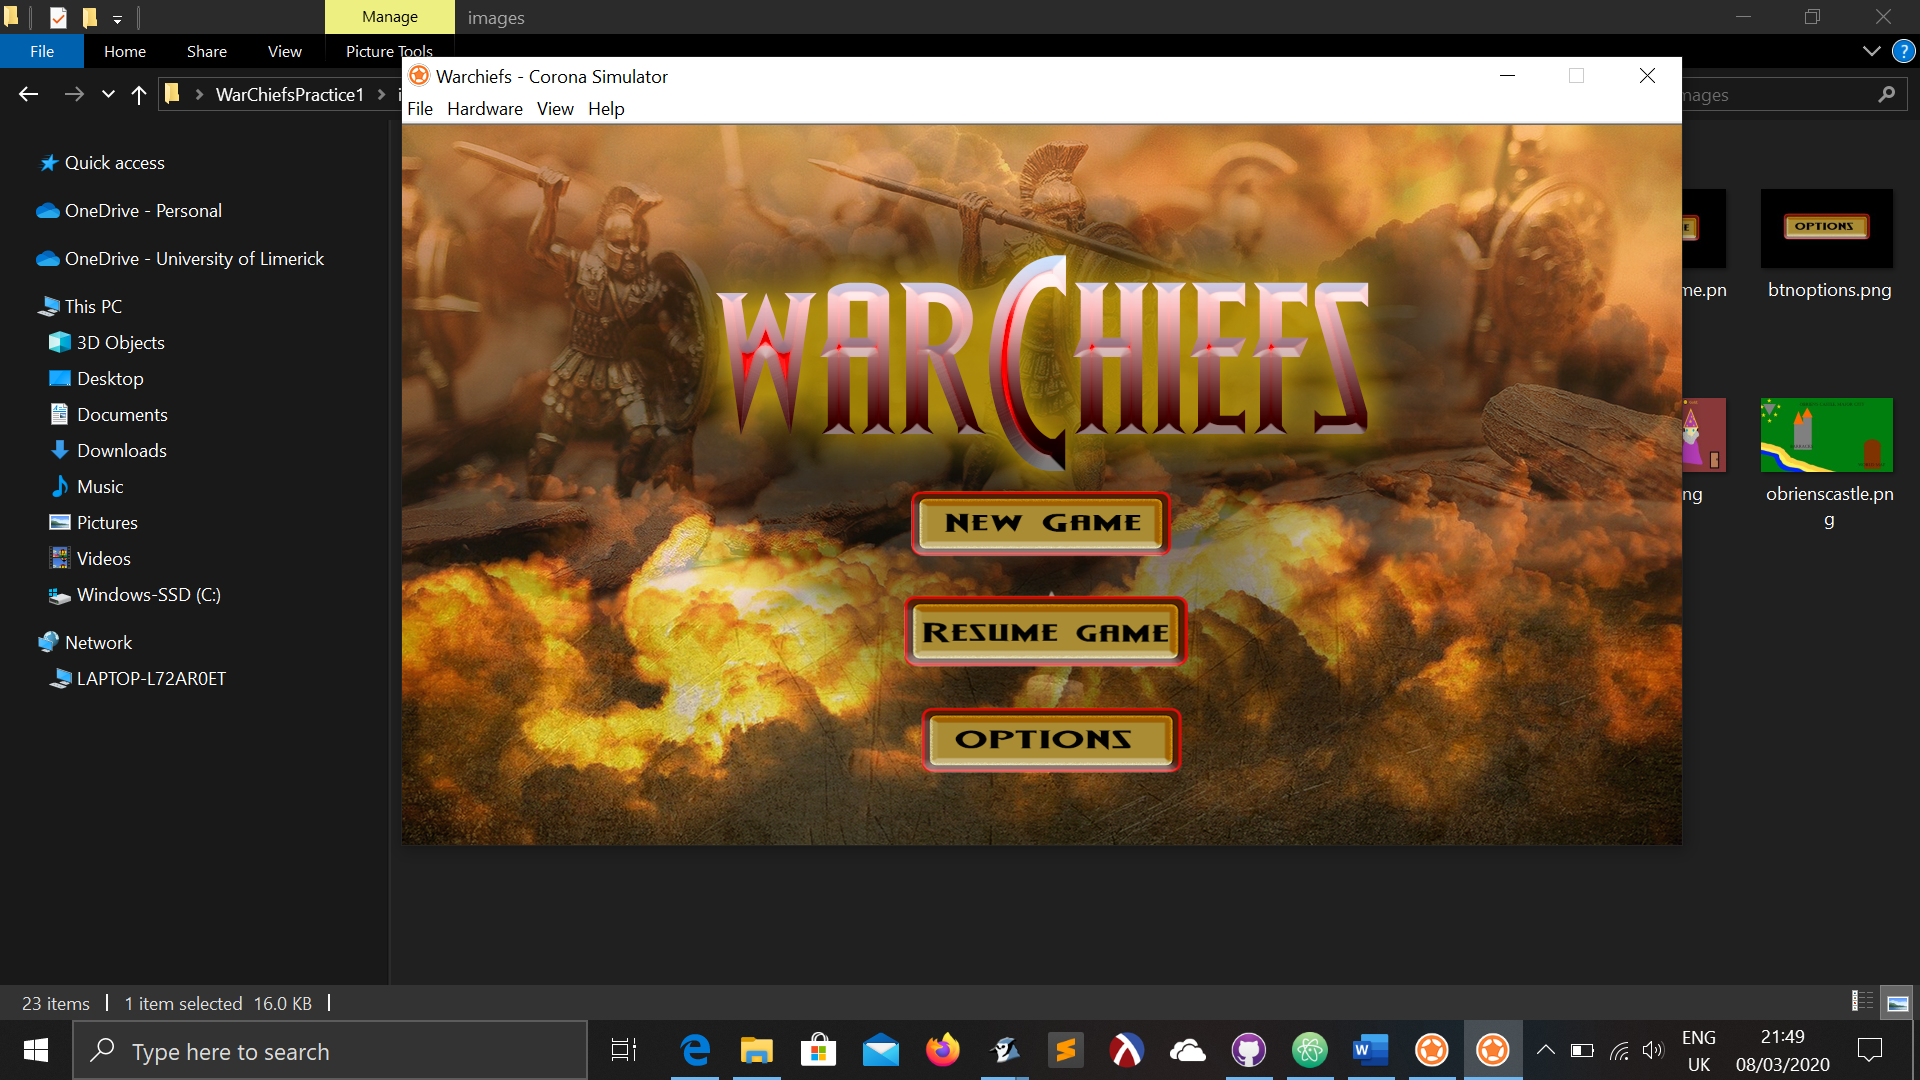 Manage
images
File
Home
Share
View
Picture Tools
?
WarChiefsPractice1
Warchiefs - Corona Simulator
File Hardware View Help
Quick access
OneDrive - Personal
OneDrive - University of Limerick
This PC
3D Objects
Desktop
Documents
Downloads
Music
Pictures
Videos
Windows-SSD (C:)
Network
LAPTOP-L72AR0ET
WARCHIEFS
NEW GAME
RESUME GAME
OPTIONS
OPTIONS
me.pn
btnoptions.png
ng
obrienscastle.pn
g
23 items
1 item selected 16.0 KB
Type here to search
ENG
UK
21:49
08/03/2020